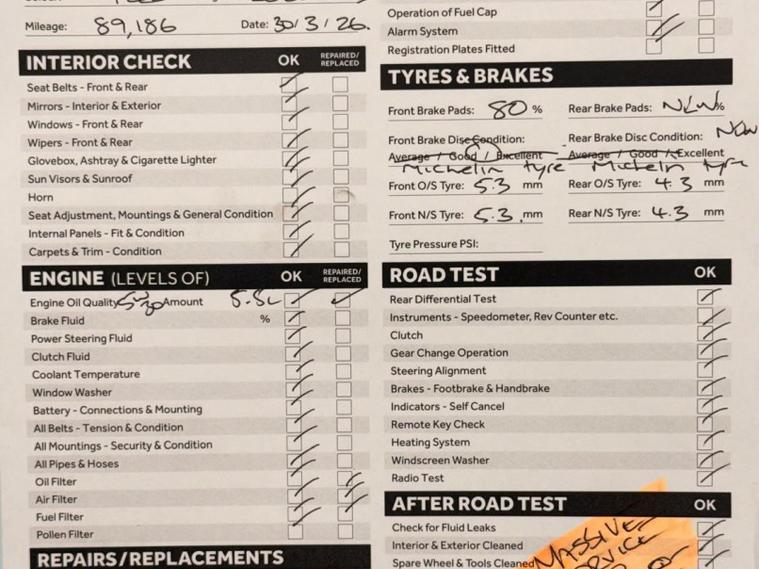 Mileage: 89,186 Date: 30/3/26.
INTERIOR CHECK OK REPAIRED/REPLACED
Seat Belts - Front & Rear
Mirrors - Interior & Exterior
Windows - Front & Rear
Wipers - Front & Rear
Glovebox, Ashtray & Cigarette Lighter
Sun Visors & Sunroof
Horn
Seat Adjustment, Mountings & General Condition
Internal Panels - Fit & Condition
Carpets & Trim - Condition
ENGINE (LEVELS OF) OK REPAIRED/REPLACED
Engine Oil Quality 5W30 Amount 5.5L
Brake Fluid %
Power Steering Fluid
Clutch Fluid
Coolant Temperature
Window Washer
Battery - Connections & Mounting
All Belts - Tension & Condition
All Mountings - Security & Condition
All Pipes & Hoses
Oil Filter
Air Filter
Fuel Filter
Pollen Filter
REPAIRS/REPLACEMENTS
Operation of Fuel Cap
Alarm System
Registration Plates Fitted
TYRES & BRAKES
Front Brake Pads: 80 % Rear Brake Pads: NEW %
Front Brake Disc Condition: Rear Brake Disc Condition: New
Average / Good / Excellent Average / Good / Excellent
Michelin tyre Michelin tyre
Front O/S Tyre: 5.3 mm Rear O/S Tyre: 4.3 mm
Front N/S Tyre: 5.3 mm Rear N/S Tyre: 4.3 mm
Tyre Pressure PSI:
ROAD TEST OK
Rear Differential Test
Instruments - Speedometer, Rev Counter etc.
Clutch
Gear Change Operation
Steering Alignment
Brakes - Footbrake & Handbrake
Indicators - Self Cancel
Remote Key Check
Heating System
Windscreen Washer
Radio Test
AFTER ROAD TEST OK
Check for Fluid Leaks
Interior & Exterior Cleaned
Spare Wheel & Tools Cleaned
MASSIVE
SERVICE